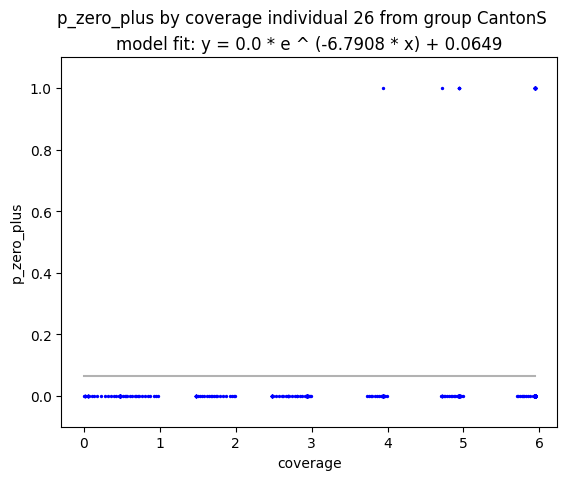 p_zero_plus by coverage individual 26 from group CantonS
model fit: y = 0.0 * e ^ (-6.7908 * x) + 0.0649
1.0
0.8
0.6
0.4
0.2
0.0
p_zero_plus
0 1 2 3 4 5 6
coverage